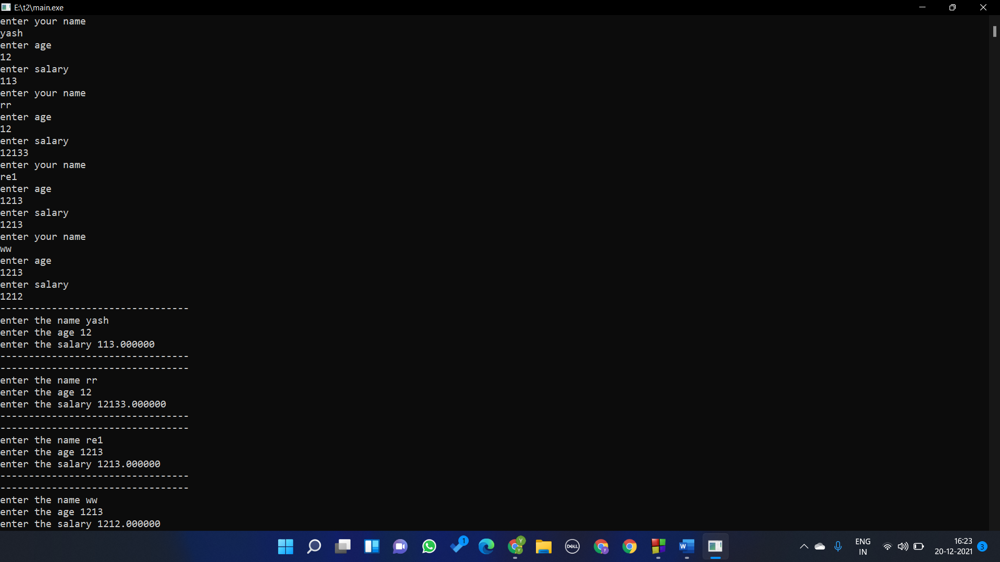 E:\t2\main.exe
enter your name
yash
enter age
12
enter salary
113
enter your name
rr
enter age
12
enter salary
12133
enter your name
re1
enter age
1213
enter salary
1213
enter your name
ww
enter age
1213
enter salary
1212
---------------------------------
enter the name yash
enter the age 12
enter the salary 113.000000
---------------------------------
---------------------------------
enter the name rr
enter the age 12
enter the salary 12133.000000
---------------------------------
---------------------------------
enter the name re1
enter the age 1213
enter the salary 1213.000000
---------------------------------
---------------------------------
enter the name ww
enter the age 1213
enter the salary 1212.000000
1
Y
Y
DELL
Y
W
ENG
IN
16:23
20-12-2021
3